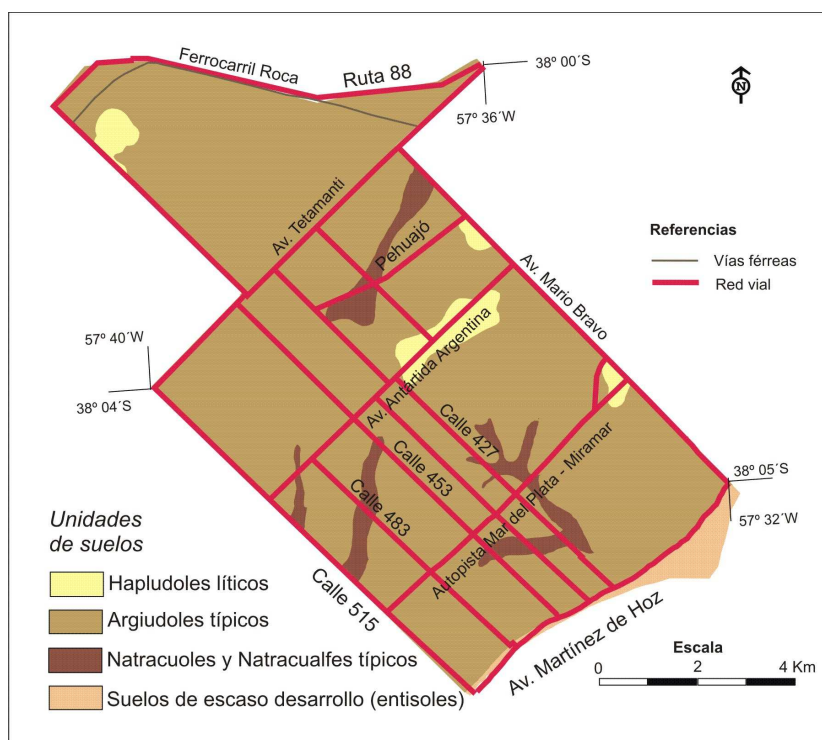 Ferrocarril Roca
Ruta 88
38º 00´S
57º 36´W
N
Av. Tetamanti
Pehuajó
Av. Mario Bravo
Referencias
Vías férreas
Red vial
57º 40´W
38º 04´S
Av. Antártida Argentina
Calle 427
Calle 453
Calle 483
Autopista Mar del Plata - Miramar
38º 05´S
57º 32´W
Calle 515
Av. Martínez de Hoz
Unidades
de suelos
Hapludoles líticos
Argiudoles típicos
Natracuoles y Natracualfes típicos
Suelos de escaso desarrollo (entisoles)
Escala
0 2 4 Km